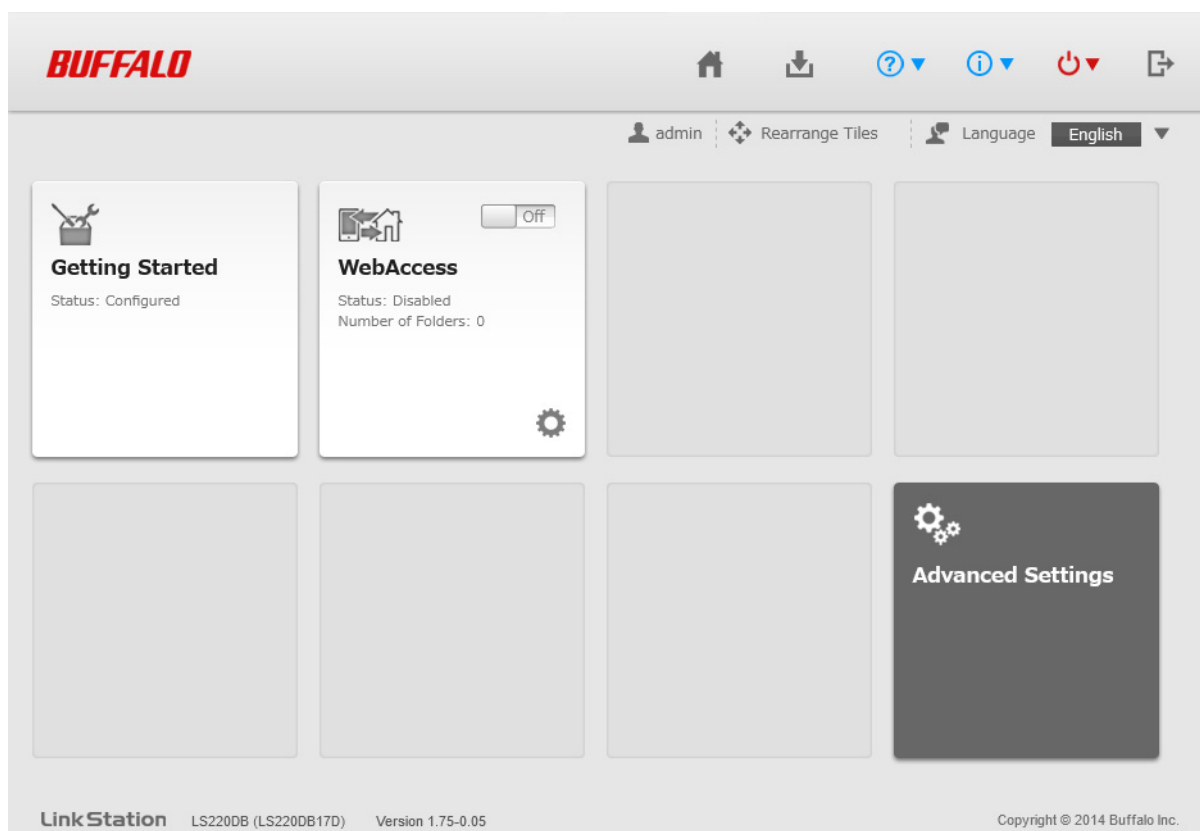 BUFFALO
admin Rearrange Tiles Language English
Getting Started
Status: Configured
Off
WebAccess
Status: Disabled
Number of Folders: 0
Advanced Settings
LinkStation LS220DB (LS220DB17D) Version 1.75-0.05
Copyright © 2014 Buffalo Inc.